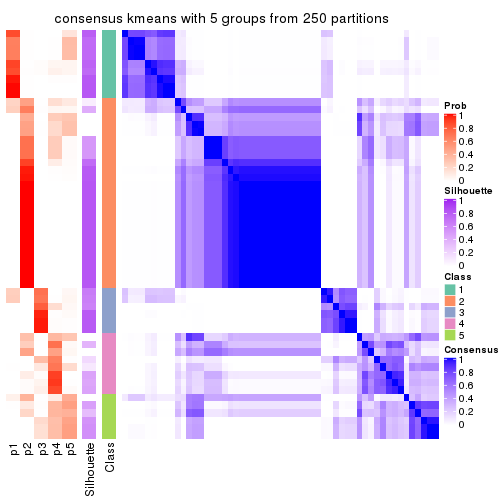 consensus kmeans with 5 groups from 250 partitions
Prob
1
0.8
0.6
0.4
0.2
0
Silhouette
1
0.8
0.6
0.4
0.2
0
Class
1
2
3
4
5
Consensus
1
0.8
0.6
0.4
0.2
0
p1
p2
p3
p4
p5
Silhouette
Class